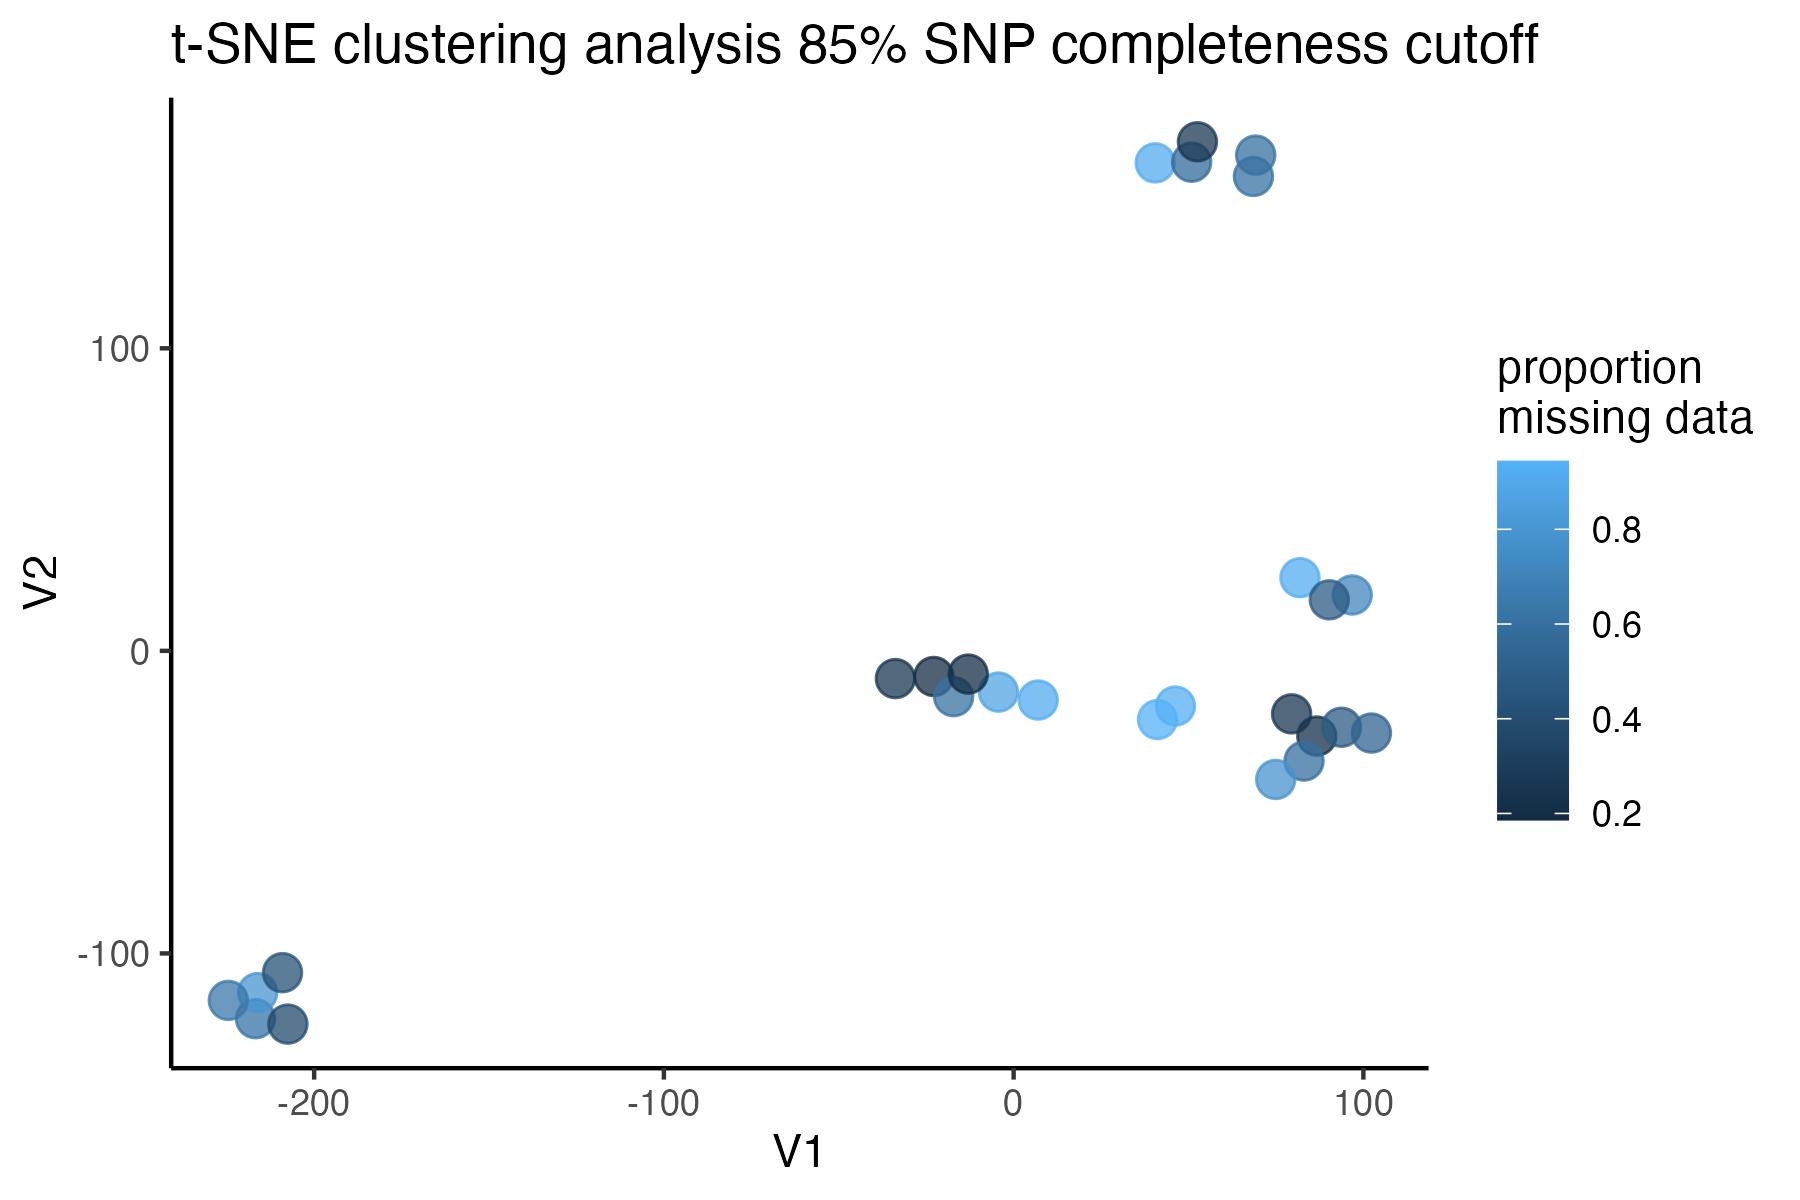 t-SNE clustering analysis 85% SNP completeness cutoff
V2
100
0
-100
-200
-100
0
100
V1
proportion
missing data
0.8
0.6
0.4
0.2